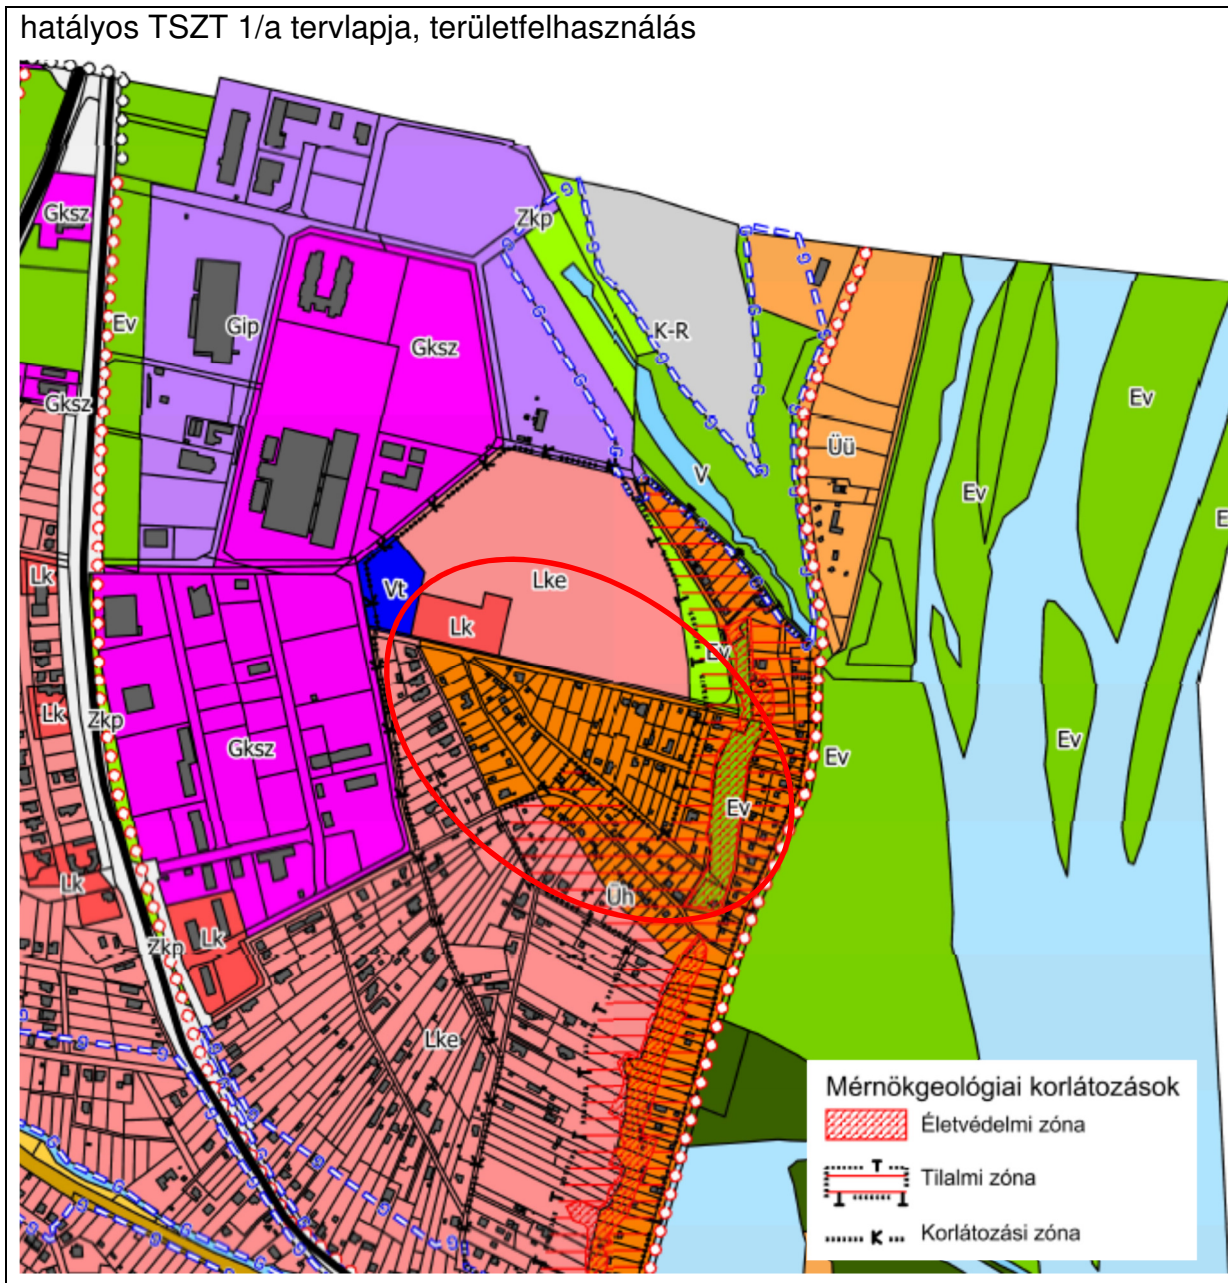 hatályos TSZT 1/a tervlapja, területfelhasználás
Gksz
Zkp
Ev
Gip
Gksz
K-R
Ev
Gksz
Üü
V
Ev
Ev
Lk
Vt
Lke
Lk
Ev
Lk
Zkp
Gksz
Ev
Ev
Ev
Lk
Üh
Zkp
Lk
Lke
Mérnökgeológiai korlátozások
Életvédelmi zóna
T
Tilalmi zóna
K
Korlátozási zóna